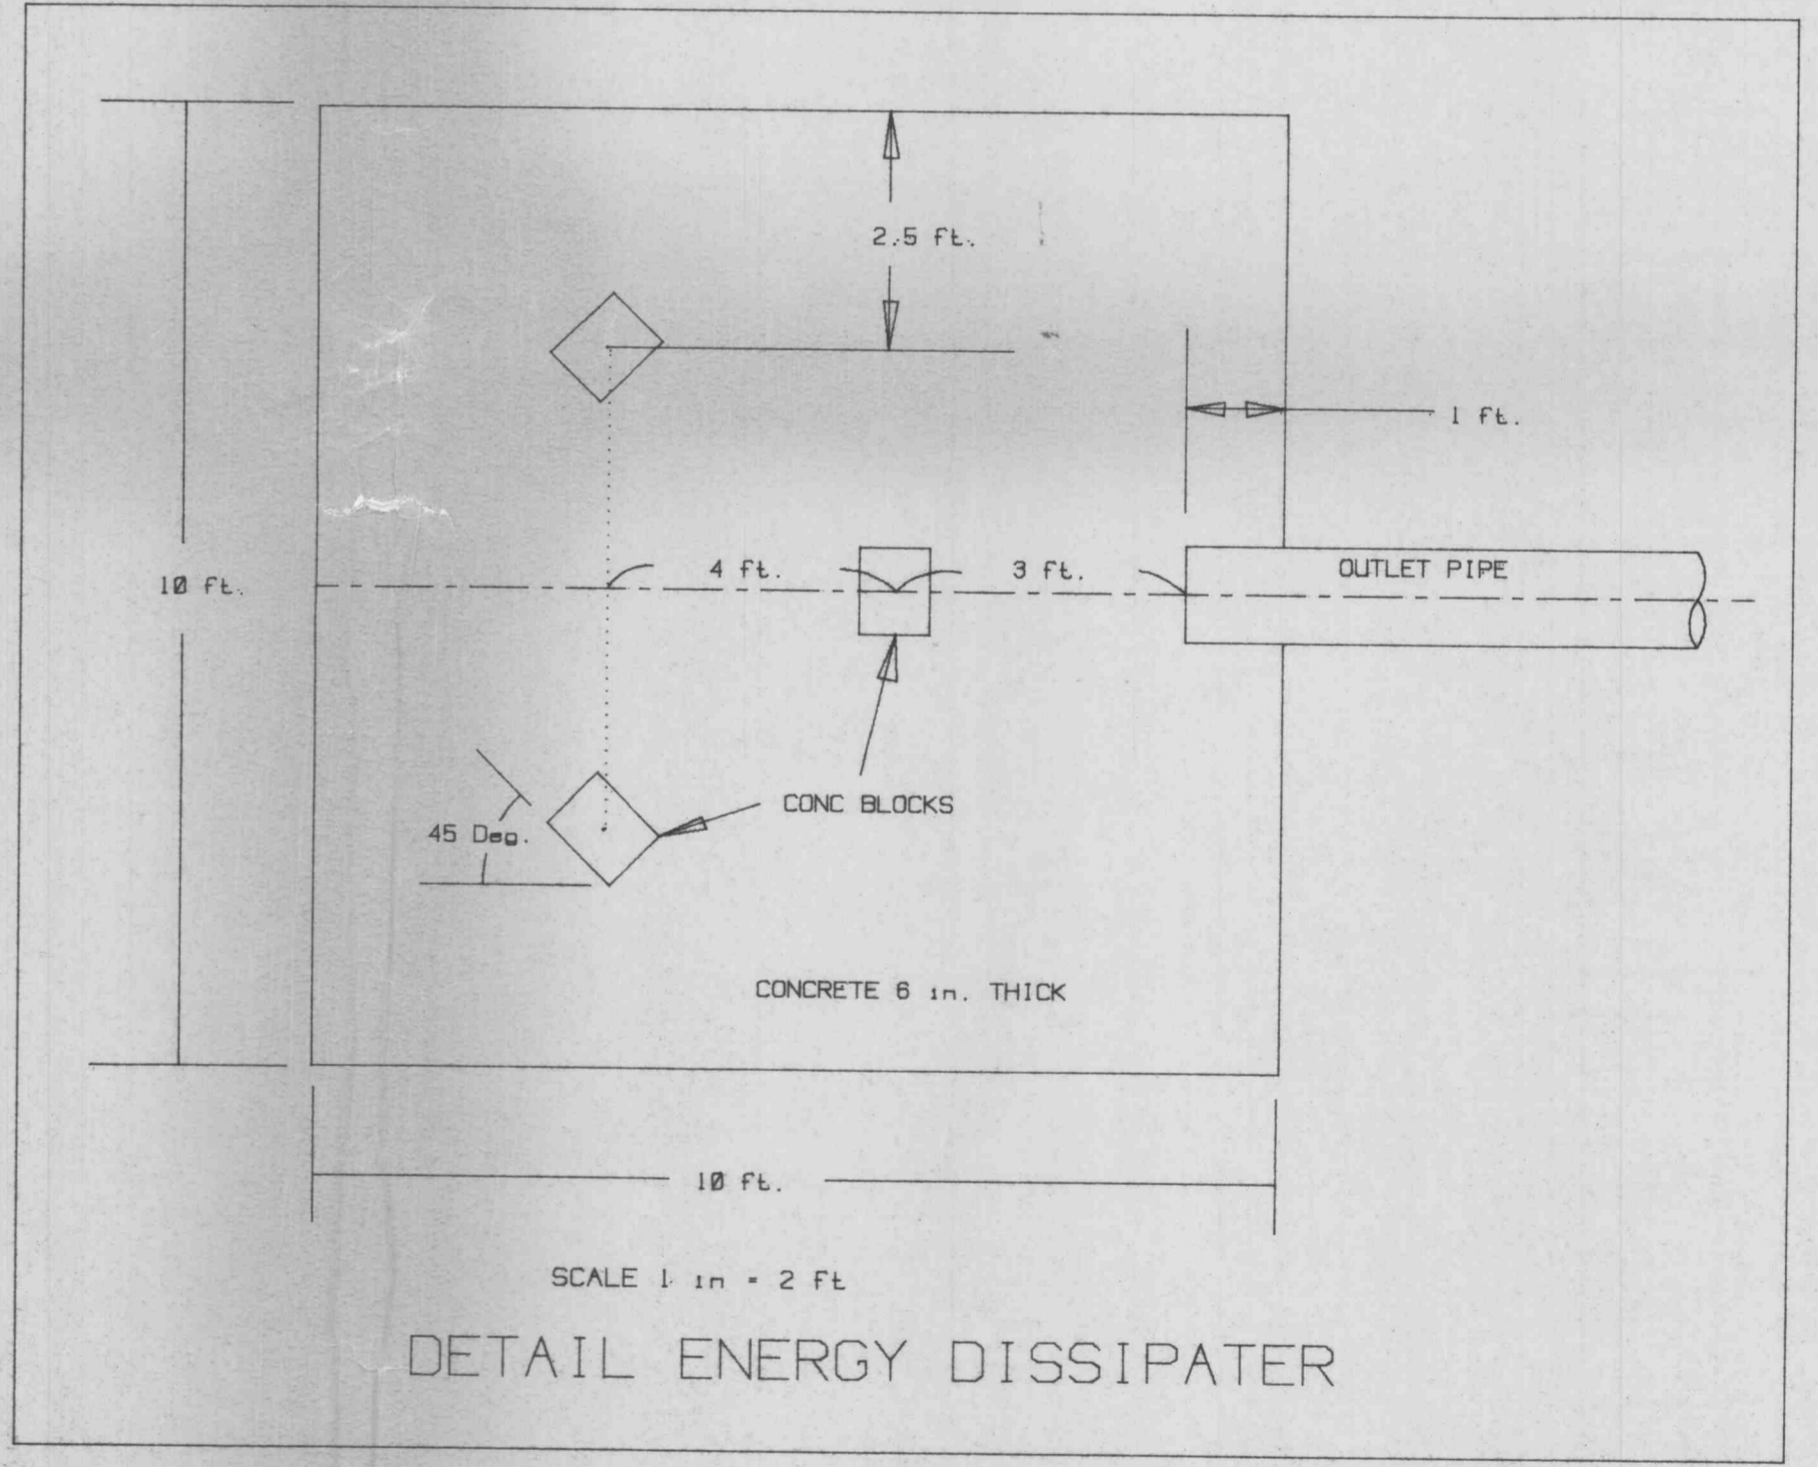 2.5 ft.
1 ft.
10 ft.
4 ft.
3 ft.
OUTLET PIPE
CONC BLOCKS
45 Deg.
CONCRETE 6 in. THICK
10 ft.
SCALE 1 in = 2 ft
DETAIL ENERGY DISSIPATER